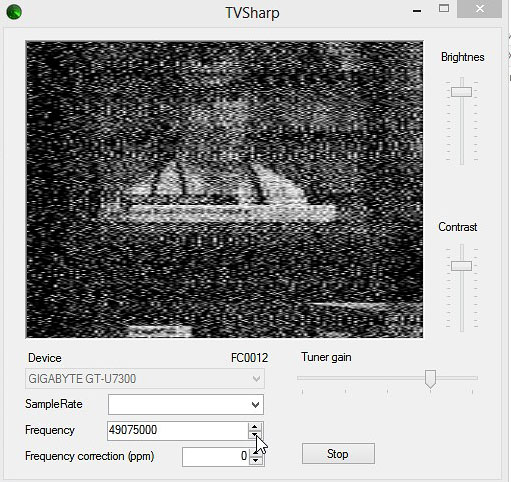 TVSharp
Brightnes
Contrast
Device FC0012 Tuner gain
GIGABYTE GT-U7300
SampleRate
Frequency 49075000
Frequency correction (ppm) 0 Stop